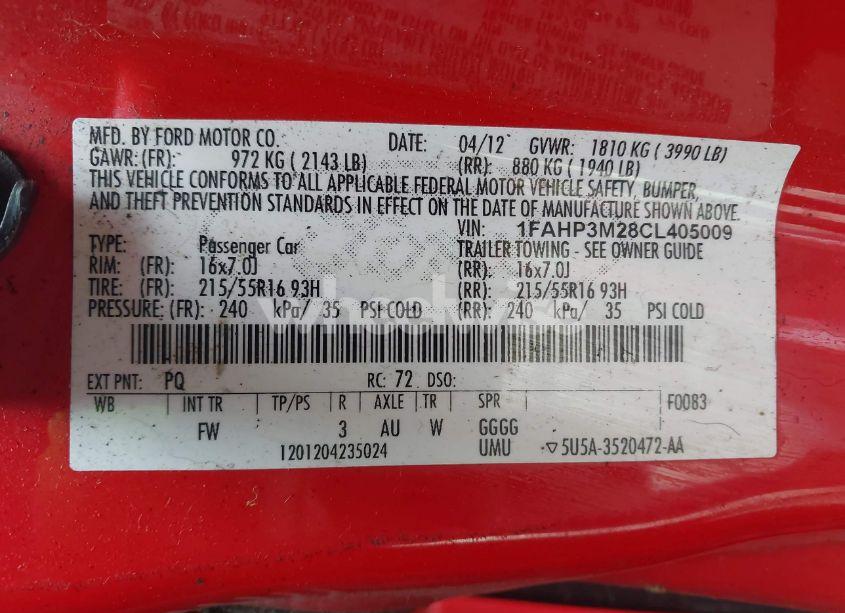 MFD. BY FORD MOTOR CO. DATE: 04/12 GVWR: 1810 KG ( 3990 LB)
GAWR: (FR): 972 KG ( 2143 LB) (RR): 880 KG ( 1940 LB)
THIS VEHICLE CONFORMS TO ALL APPLICABLE FEDERAL MOTOR VEHICLE SAFETY, BUMPER,
AND THEFT PREVENTION STANDARDS IN EFFECT ON THE DATE OF MANUFACTURE SHOWN ABOVE.
VIN: 1FAHP3M28CL405009
TYPE: Passenger Car TRAILER TOWING - SEE OWNER GUIDE
RIM: (FR): 16x7.0J (RR): 16x7.0J
TIRE: (FR): 215/55R16 93H (RR): 215/55R16 93H
PRESSURE: (FR): 240 kPa/ 35 PSI COLD (RR): 240 kPa/ 35 PSI COLD
EXT PNT: PQ RC: 72 DSO:
WB INT TR TP/PS R AXLE TR SPR F0083
FW 3 AU W GGGG
1201204235024 UMU ▽5U5A-3520472-AA